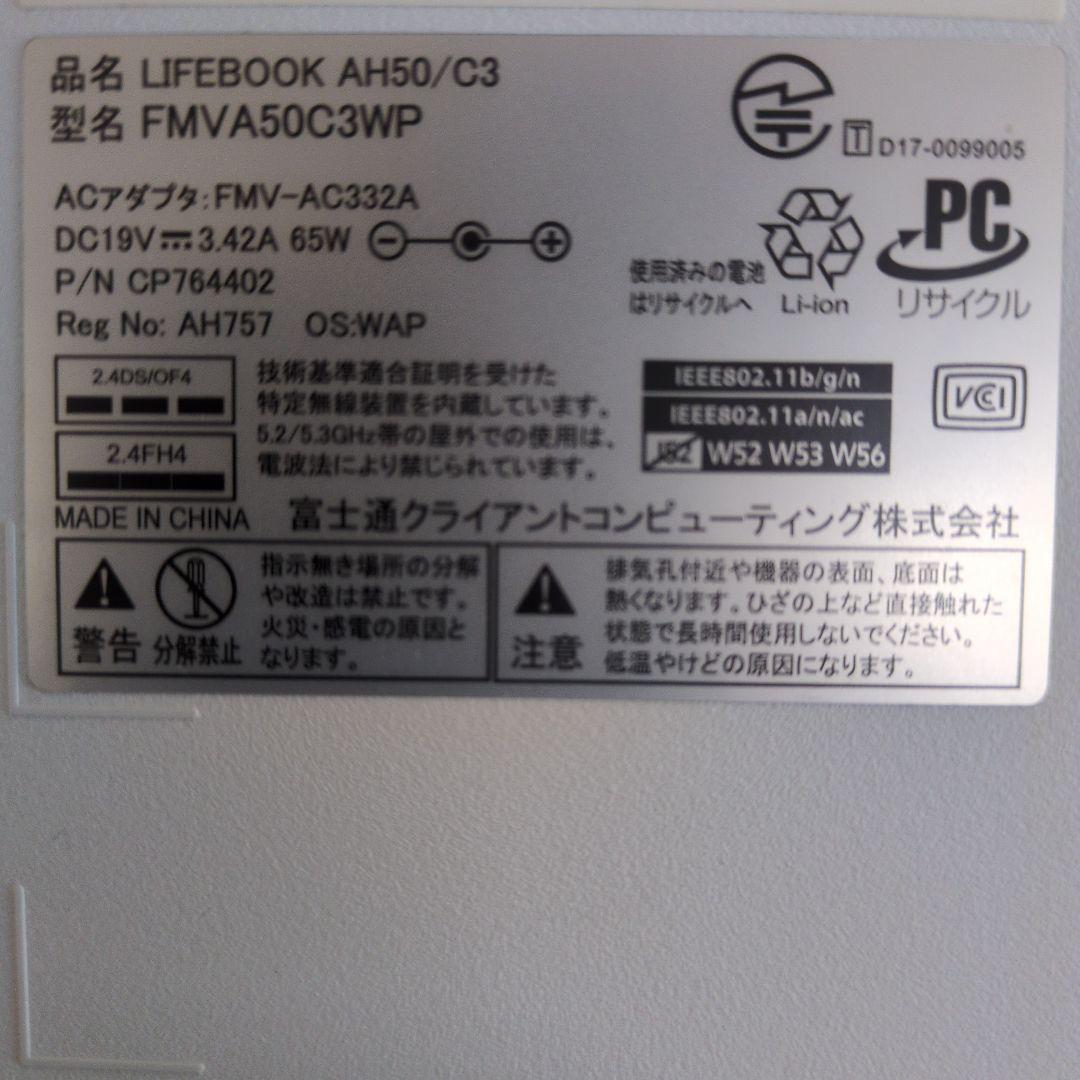 品名 LIFEBOOK AH50/C3
型名 FMVA50C3WP
T D17-0099005
ACアダプタ:FMV-AC332A
DC19V⎓3.42A 65W
P/N CP764402
Reg No: AH757 OS:WAP
使用済みの電池
はリサイクルへ
Li-ion
PC
リサイクル
2.4DS/OF4
2.4FH4
技術基準適合証明を受けた
特定無線装置を内蔵しています。
5.2/5.3GHz帯の屋外での使用は、
電波法により禁じられています。
IEEE802.11b/g/n
IEEE802.11a/n/ac
J52 W52 W53 W56
VCCI
MADE IN CHINA 富士通クライアントコンピューティング株式会社
警告
分解禁止
指示無き場所の分解
や改造は禁止です。
火災・感電の原因と
なります。
注意
排気孔付近や機器の表面、底面は
熱くなります。ひざの上など直接触れた
状態で長時間使用しないでください。
低温やけどの原因になります。